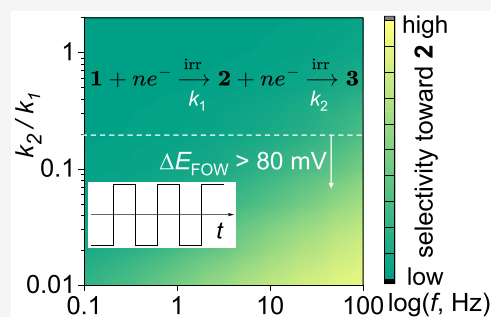 high
1
𝟏 + ne⁻ irr→ 𝟐 + ne⁻ irr→ 𝟑
k₁ k₂
k₂ / k₁
0.1
ΔE_FOW > 80 mV
t
selectivity toward 𝟐
0.01
low
0.1 1 10 100 log(f, Hz)